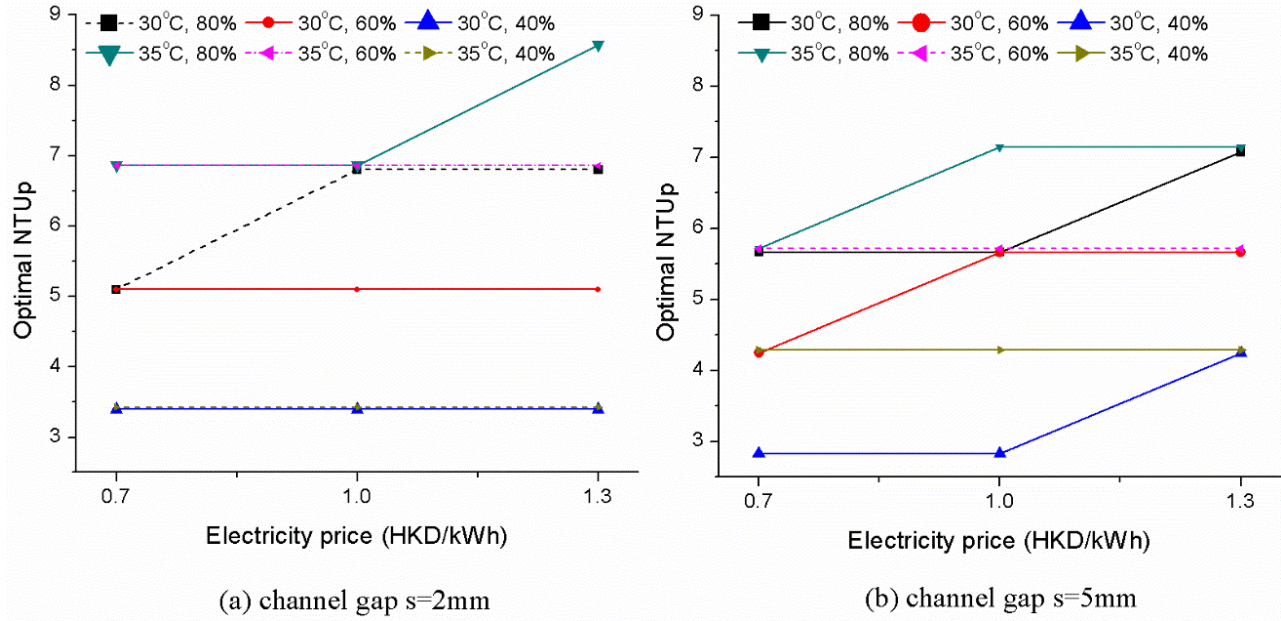 9
30°C, 80% 30°C, 60% 30°C, 40%
35°C, 80% 35°C, 60% 35°C, 40%
8
7
6
5
4
3
Optimal NTUp
0.7 1.0 1.3
Electricity price (HKD/kWh)
(a) channel gap s=2mm
9
30°C, 80% 30°C, 60% 30°C, 40%
35°C, 80% 35°C, 60% 35°C, 40%
8
7
6
5
4
3
Optimal NTUp
0.7 1.0 1.3
Electricity price (HKD/kWh)
(b) channel gap s=5mm